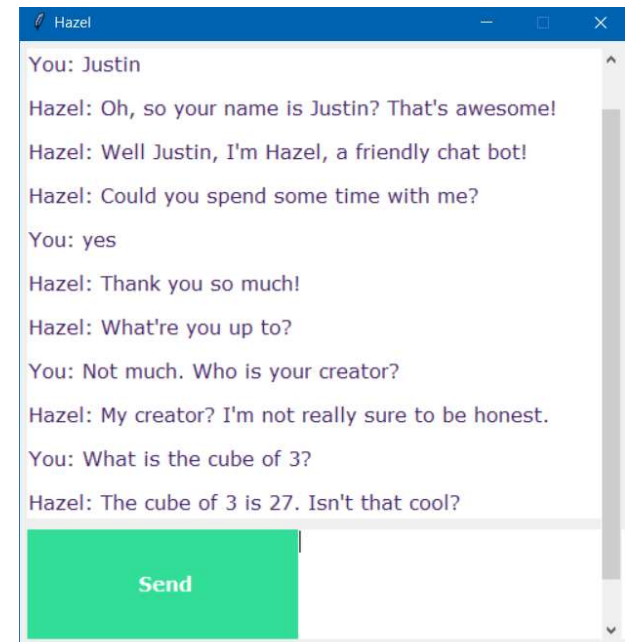 Hazel
You: Justin
Hazel: Oh, so your name is Justin? That's awesome!
Hazel: Well Justin, I'm Hazel, a friendly chat bot!
Hazel: Could you spend some time with me?
You: yes
Hazel: Thank you so much!
Hazel: What're you up to?
You: Not much. Who is your creator?
Hazel: My creator? I'm not really sure to be honest.
You: What is the cube of 3?
Hazel: The cube of 3 is 27. Isn't that cool?
Send